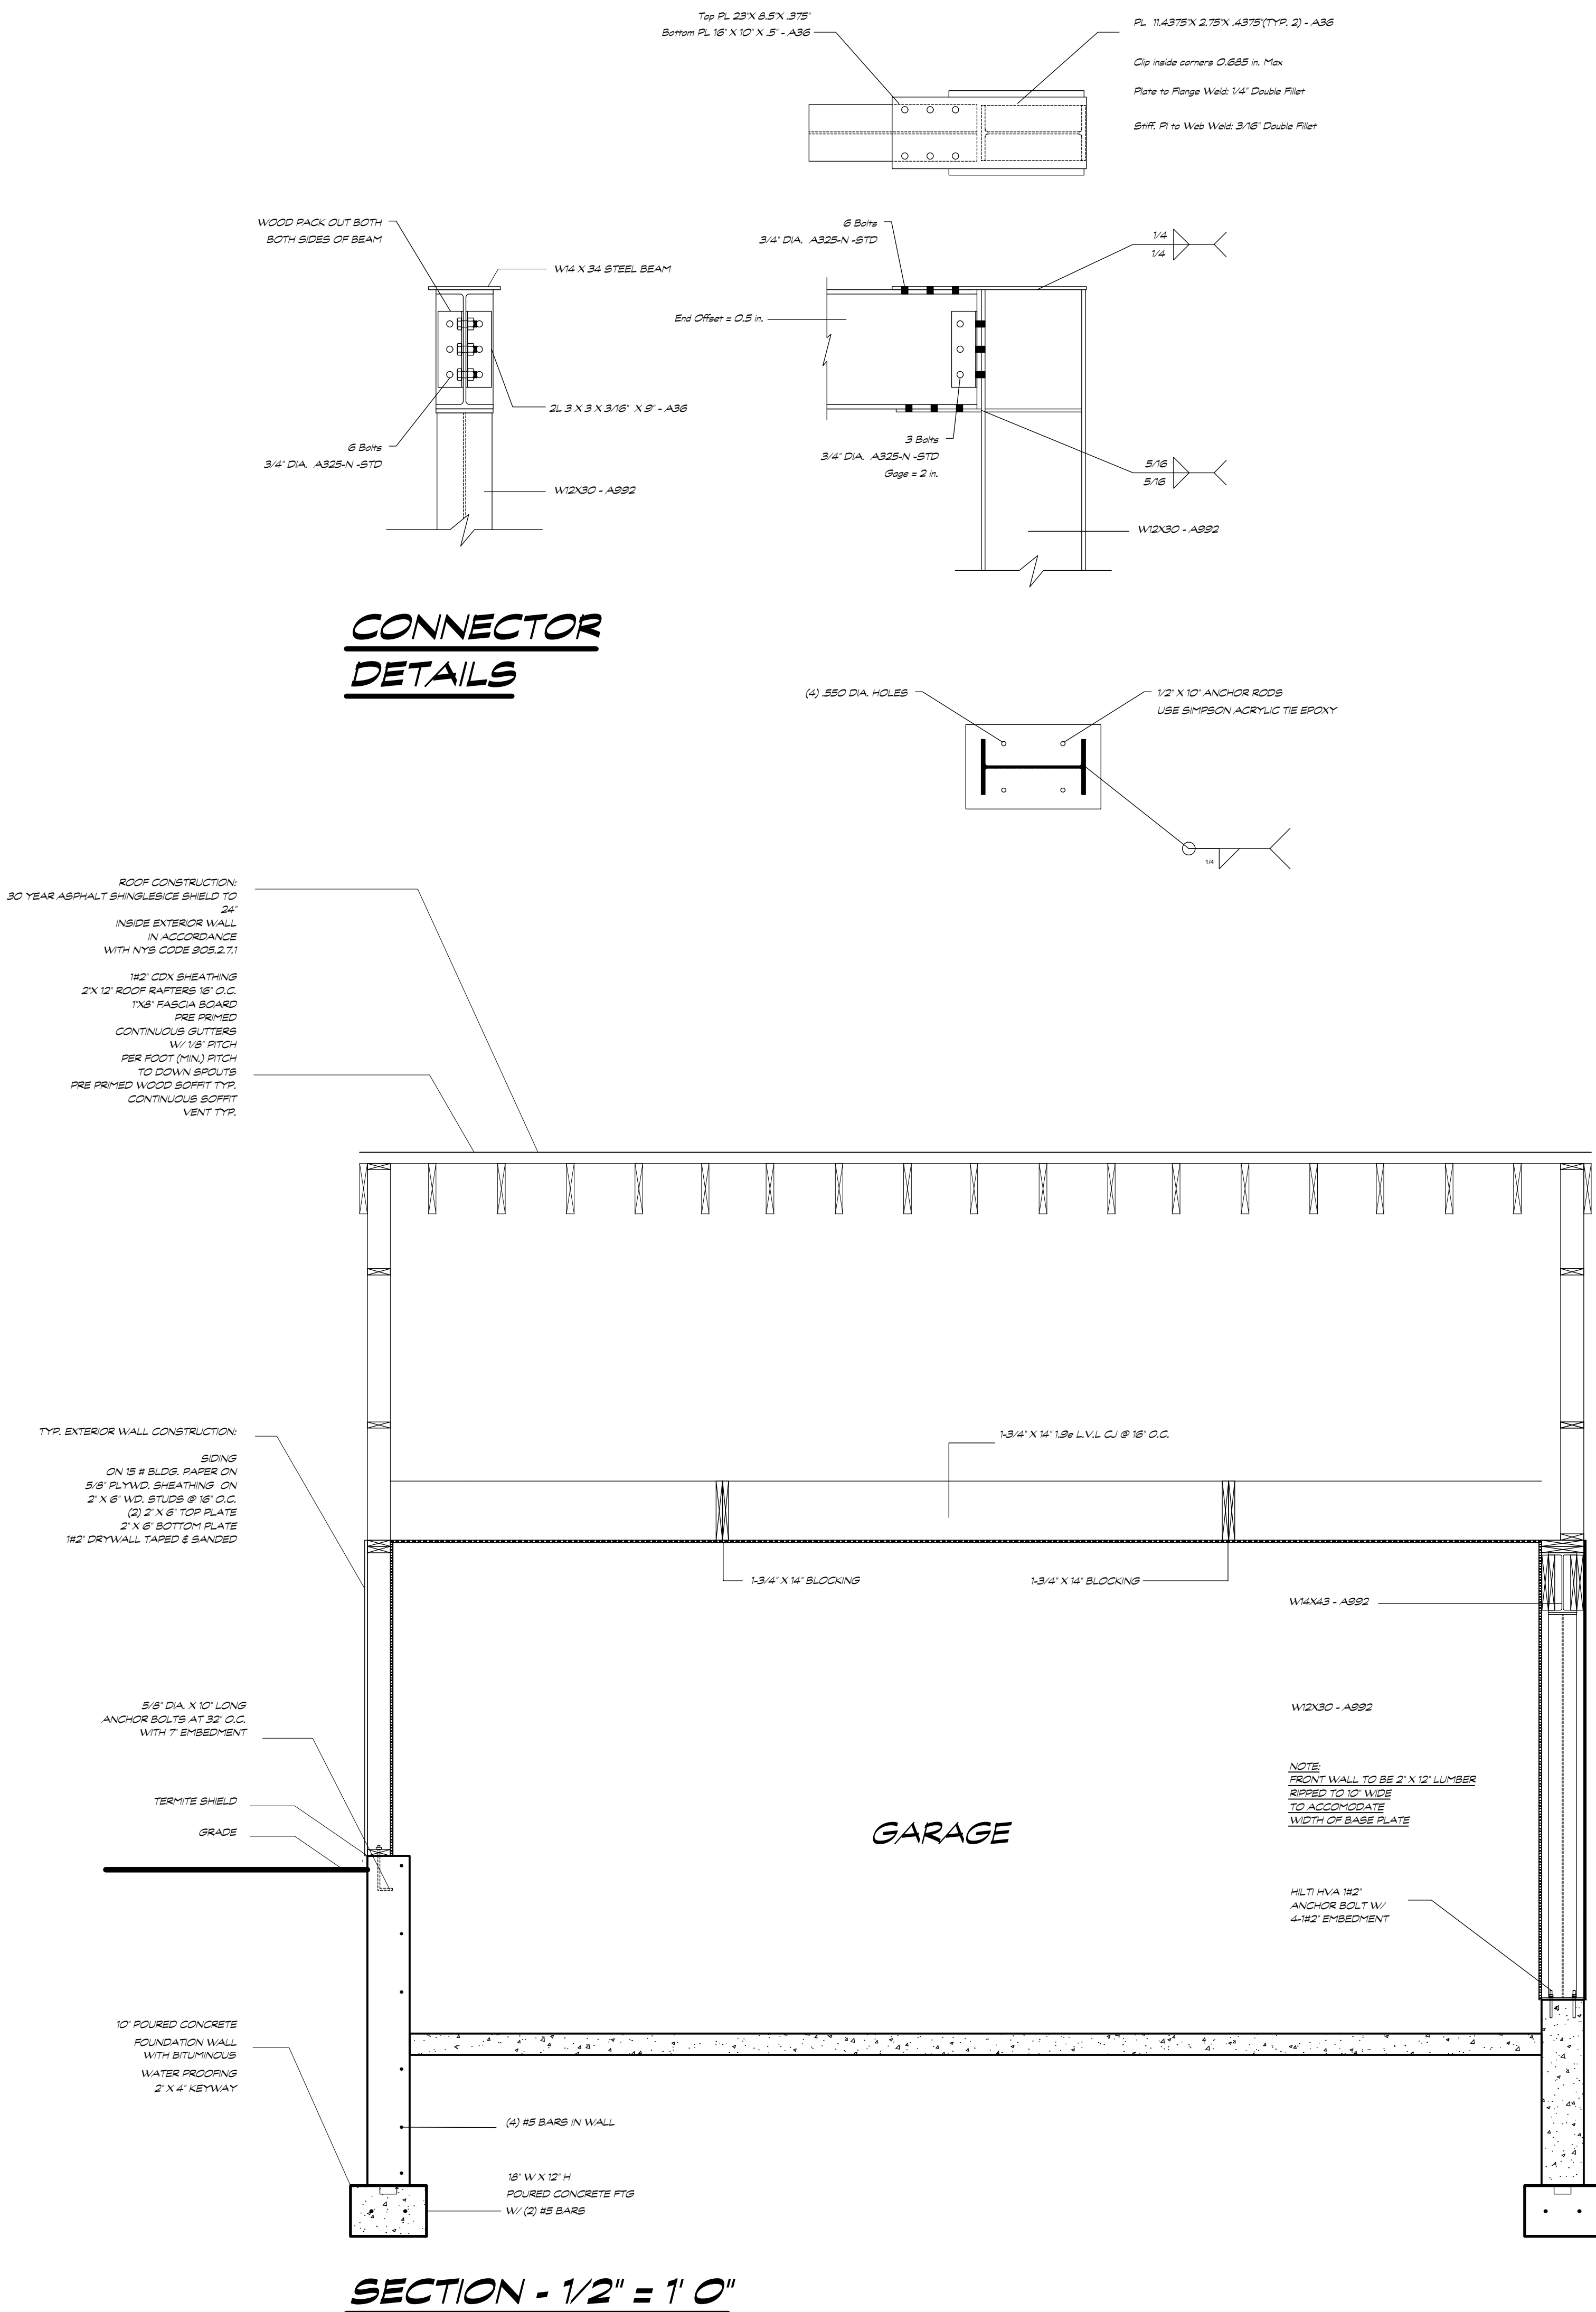 Top PL 23"X 8.5"X .375"
Bottom PL 16" X 10" X .5" - A36
PL 11.4375"X 2.75"X .4375"(TYP. 2) - A36
Clip inside corners 0.685 in. Max
Plate to Flange Weld: 1/4" Double Fillet
Stiff. Pl to Web Weld: 3/16" Double Fillet
WOOD PACK OUT BOTH
BOTH SIDES OF BEAM
W14 X 34 STEEL BEAM
2L 3 X 3 X 3/16" X 9" - A36
6 Bolts
3/4" DIA. A325-N -STD
W12X30 - A992
6 Bolts
3/4" DIA. A325-N -STD
1/4
1/4
End Offset = 0.5 in.
3 Bolts
3/4" DIA. A325-N -STD
Gage = 2 in.
5/16
5/16
W12X30 - A992
CONNECTOR
DETAILS
(4) .550 DIA. HOLES
1/2" X 10" ANCHOR RODS
USE SIMPSON ACRYLIC TIE EPOXY
1/4
ROOF CONSTRUCTION:
30 YEAR ASPHALT SHINGLESICE SHIELD TO
24"
INSIDE EXTERIOR WALL
IN ACCORDANCE
WITH NYS CODE 905.2.7.1
1#2" CDX SHEATHING
2"X 12" ROOF RAFTERS 16" O.C.
1"X8" FASCIA BOARD
PRE PRIMED
CONTINUOUS GUTTERS
W/ 1/8" PITCH
PER FOOT (MIN.) PITCH
TO DOWN SPOUTS
PRE PRIMED WOOD SOFFIT TYP.
CONTINUOUS SOFFIT
VENT TYP.
TYP. EXTERIOR WALL CONSTRUCTION:
SIDING
ON 15 # BLDG. PAPER ON
5/8" PLYWD. SHEATHING ON
2" X 6" WD. STUDS @ 16" O.C.
(2) 2" X 6" TOP PLATE
2" X 6" BOTTOM PLATE
1#2" DRYWALL TAPED & SANDED
1-3/4" X 14" 1.9e L.V.L CJ @ 16" O.C.
1-3/4" X 14" BLOCKING
1-3/4" X 14" BLOCKING
W14X43 - A992
W12X30 - A992
5/8" DIA. X 10" LONG
ANCHOR BOLTS AT 32" O.C.
WITH 7" EMBEDMENT
NOTE:
FRONT WALL TO BE 2" X 12" LUMBER
RIPPED TO 10" WIDE
TO ACCOMODATE
WIDTH OF BASE PLATE
TERMITE SHIELD
GRADE
GARAGE
HILTI HVA 1#2"
ANCHOR BOLT W/
4-1#2" EMBEDMENT
10" POURED CONCRETE
FOUNDATION WALL
WITH BITUMINOUS
WATER PROOFING
2" X 4" KEYWAY
(4) #5 BARS IN WALL
18" W X 12" H
POURED CONCRETE FTG
W/ (2) #5 BARS
SECTION - 1/2" = 1' 0"